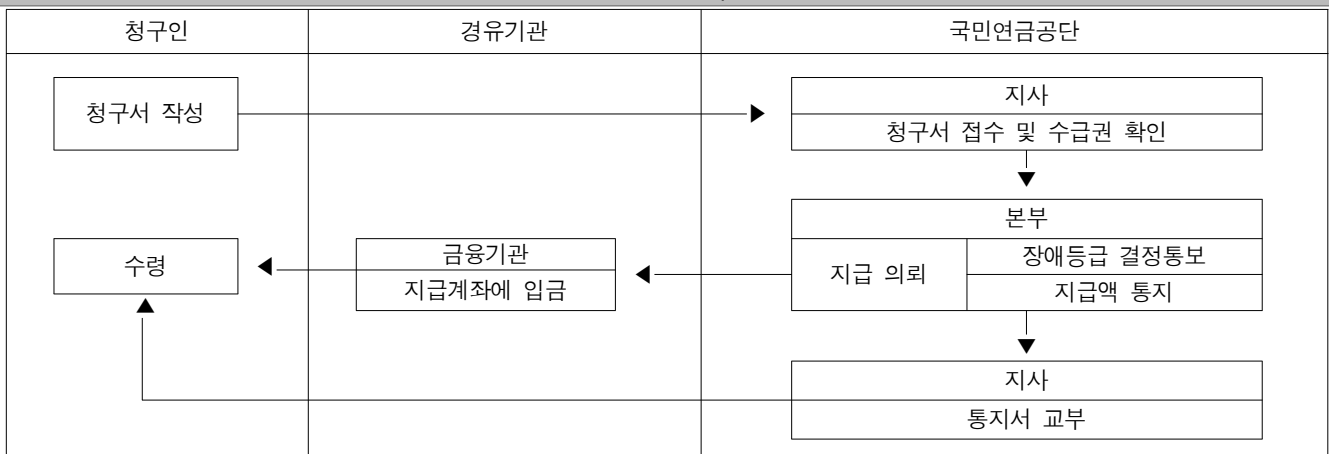 청구인 경유기관 국민연금공단
청구서 작성
지사
청구서 접수 및 수급권 확인
본부
지급 의뢰
장애등급 결정통보
지급액 통지
금융기관
지급계좌에 입금
수령
지사
통지서 교부